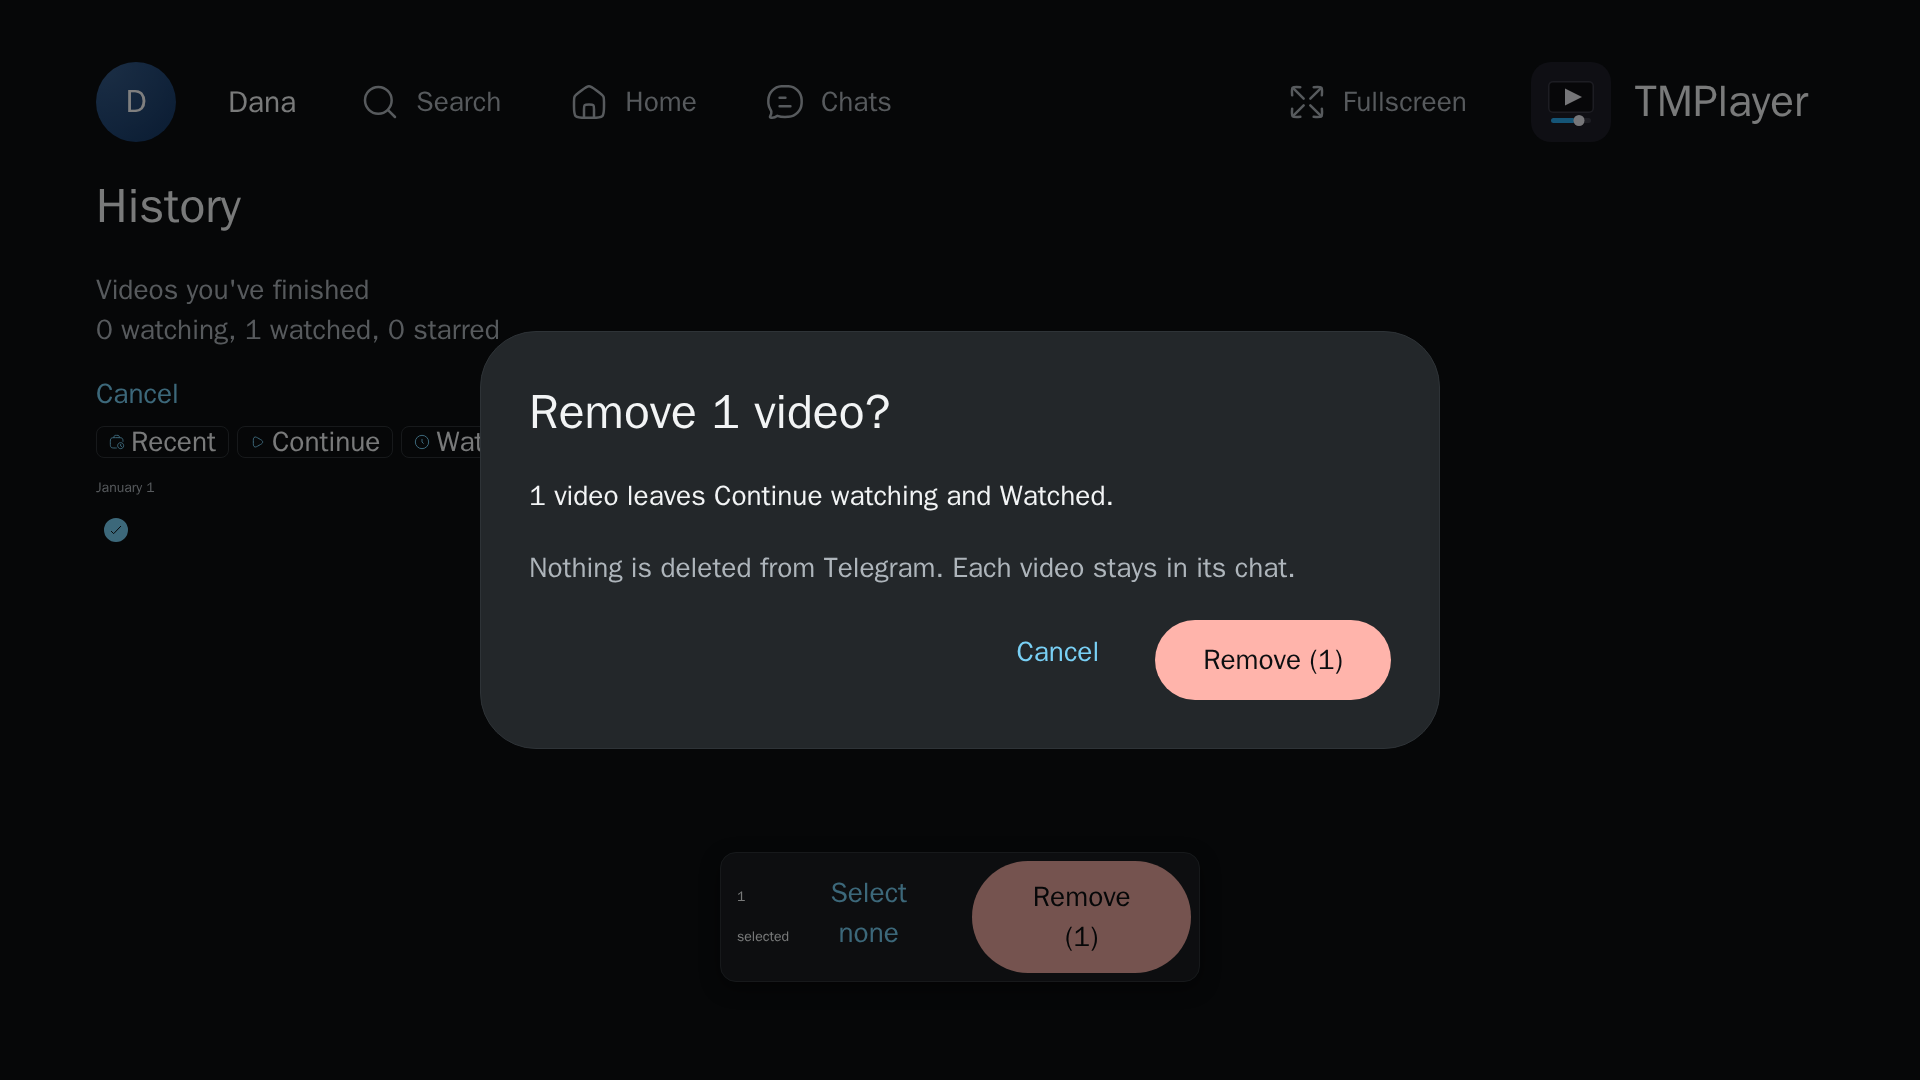 D
Dana
Search
Home
Chats
Fullscreen
TMPlayer
History
Videos you've finished
0 watching, 1 watched, 0 starred
Cancel
Recent
Continue
January 1
Remove 1 video?
1 video leaves Continue watching and Watched.
Nothing is deleted from Telegram. Each video stays in its chat.
Cancel
Remove (1)
1
selected
Select
none
Remove
(1)